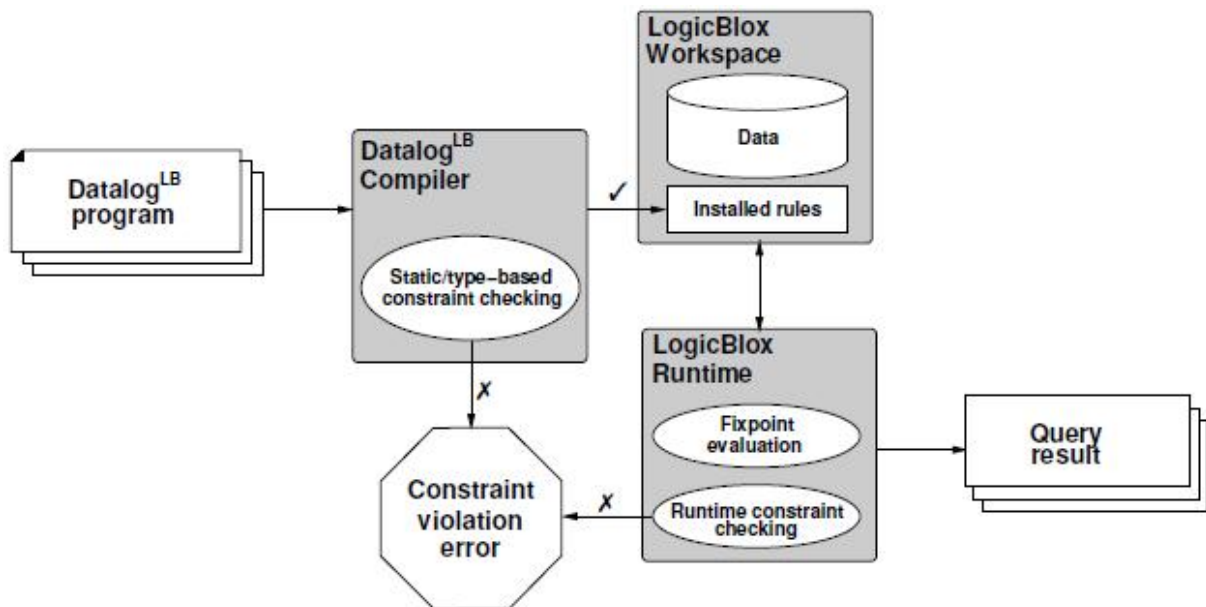 LogicBlox
Workspace
Data
Installed rules
Datalog^LB
program
Datalog^LB
Compiler
✓
Static/type-based
constraint checking
✗
LogicBlox
Runtime
Fixpoint
evaluation
Runtime constraint
checking
✗
Constraint
violation
error
Query
result